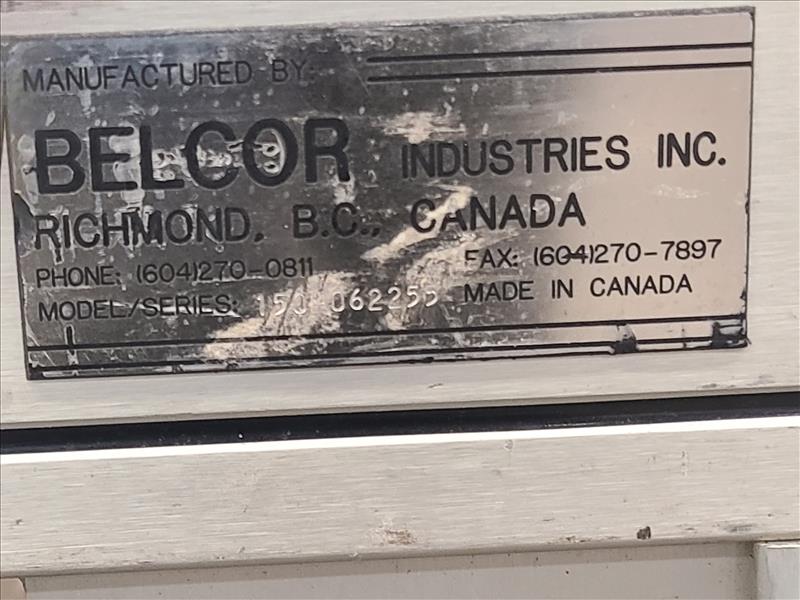 MANUFACTURED BY:
BELCOR INDUSTRIES INC.
RICHMOND, B.C., CANADA
PHONE: (604)270-0811 FAX: (604)270-7897
MODEL/SERIES: 150 MADE IN CANADA